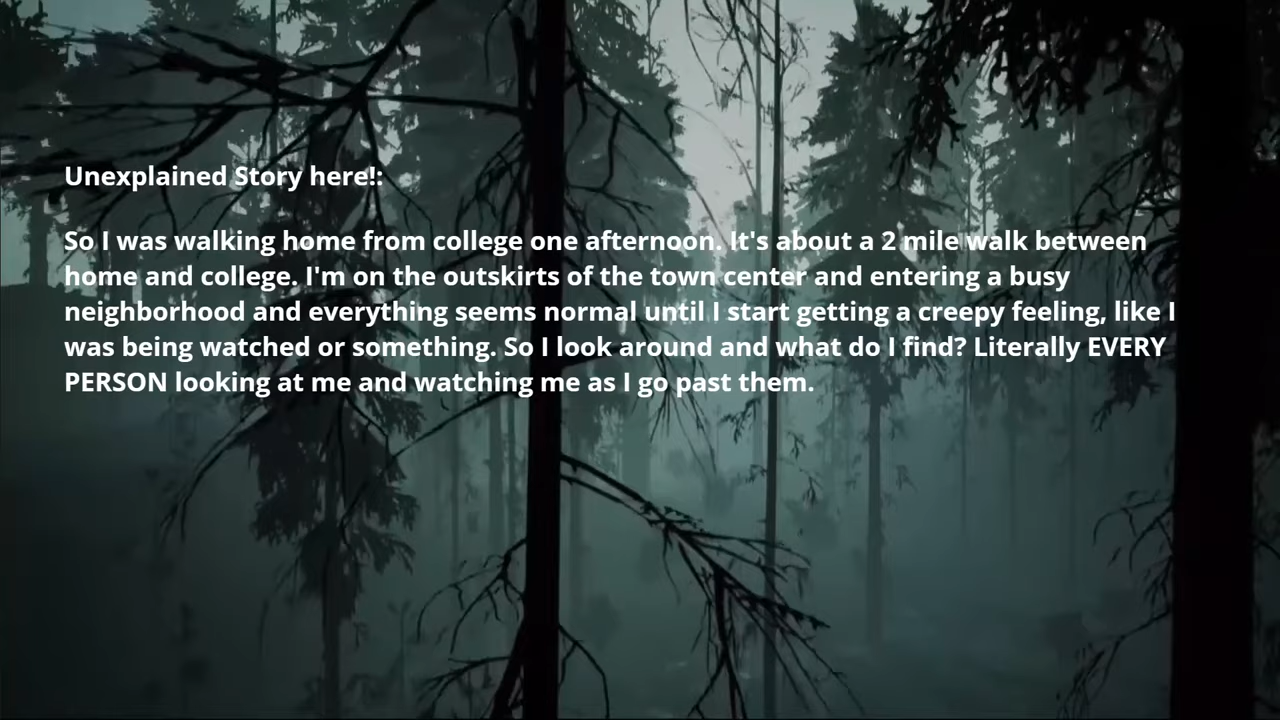 Unexplained Story here!:
So I was walking home from college one afternoon. It's about a 2 mile walk between
home and college. I'm on the outskirts of the town center and entering a busy
neighborhood and everything seems normal until I start getting a creepy feeling, like I
was being watched or something. So I look around and what do I find? Literally EVERY
PERSON looking at me and watching me as I go past them.